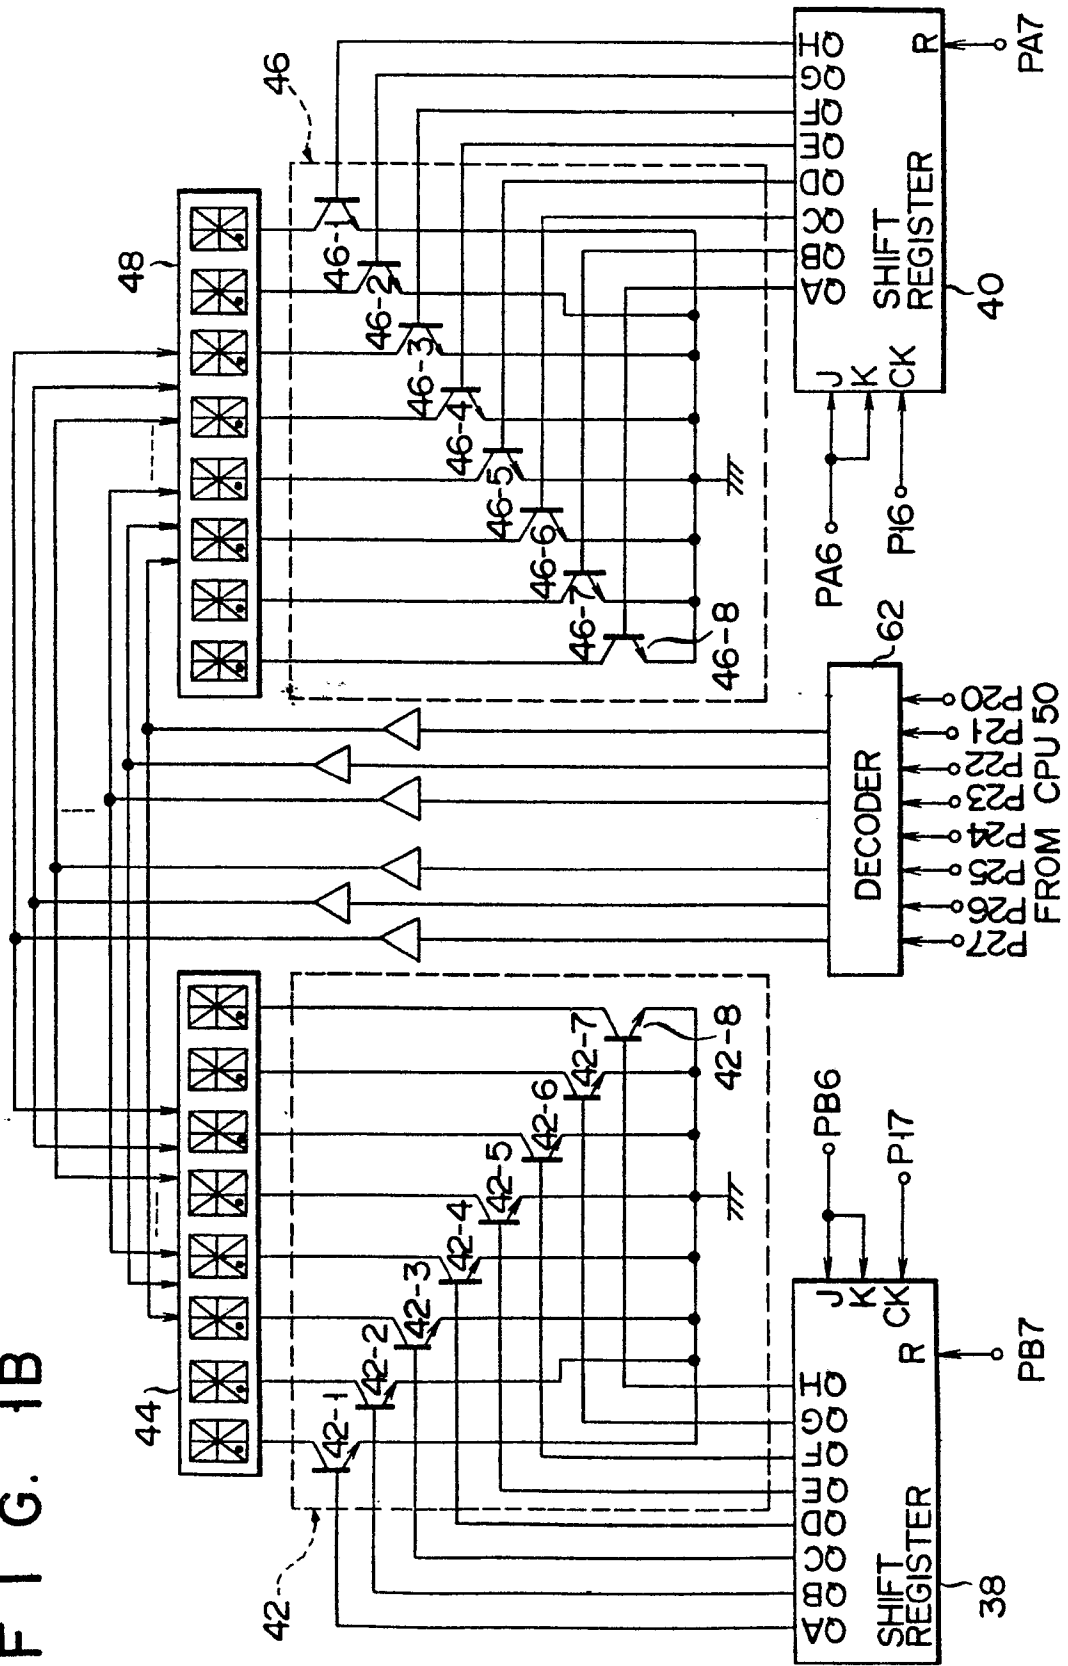 FIG. 1B
44
48
42
46
42-1
42-2
42-3
42-4
42-5
42-6
42-7
42-8
46-1
46-2
46-3
46-4
46-5
46-6
46-7
46-8
QA QB QC QD QE QF QG QH
SHIFT
REGISTER
J
K
CK
R
38
PB6
PI7
PB7
DECODER
62
P27 P26 P25 P24 P23 P22 P21 P20
FROM CPU 50
PA6
PI6
J
K
CK
QA QB QC QD QE QF QG QH
SHIFT
REGISTER
R
40
PA7